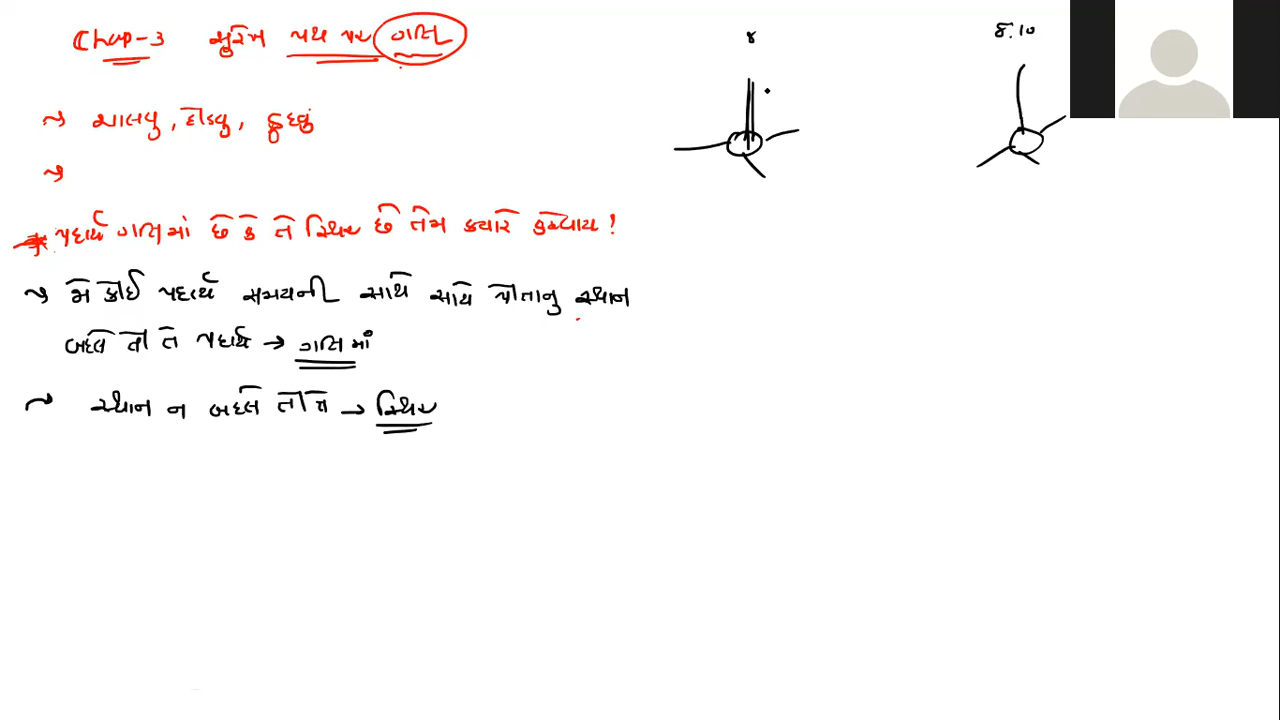 Chap-3 સુરેખ પથ પર ગતિ
ચાલવુ, દોડવુ, કુદવું
પદાર્થ ગતિમાં છે કે તે સ્થિર છે તેમ ક્યારે કહેવાય?
જે કોઈ પદાર્થ સમયની સાથે સાથે પોતાનુ સ્થાન
બદલે તો તે પદાર્થ → ગતિમાં
સ્થાન ન બદલે તો → સ્થિર
8
8:10